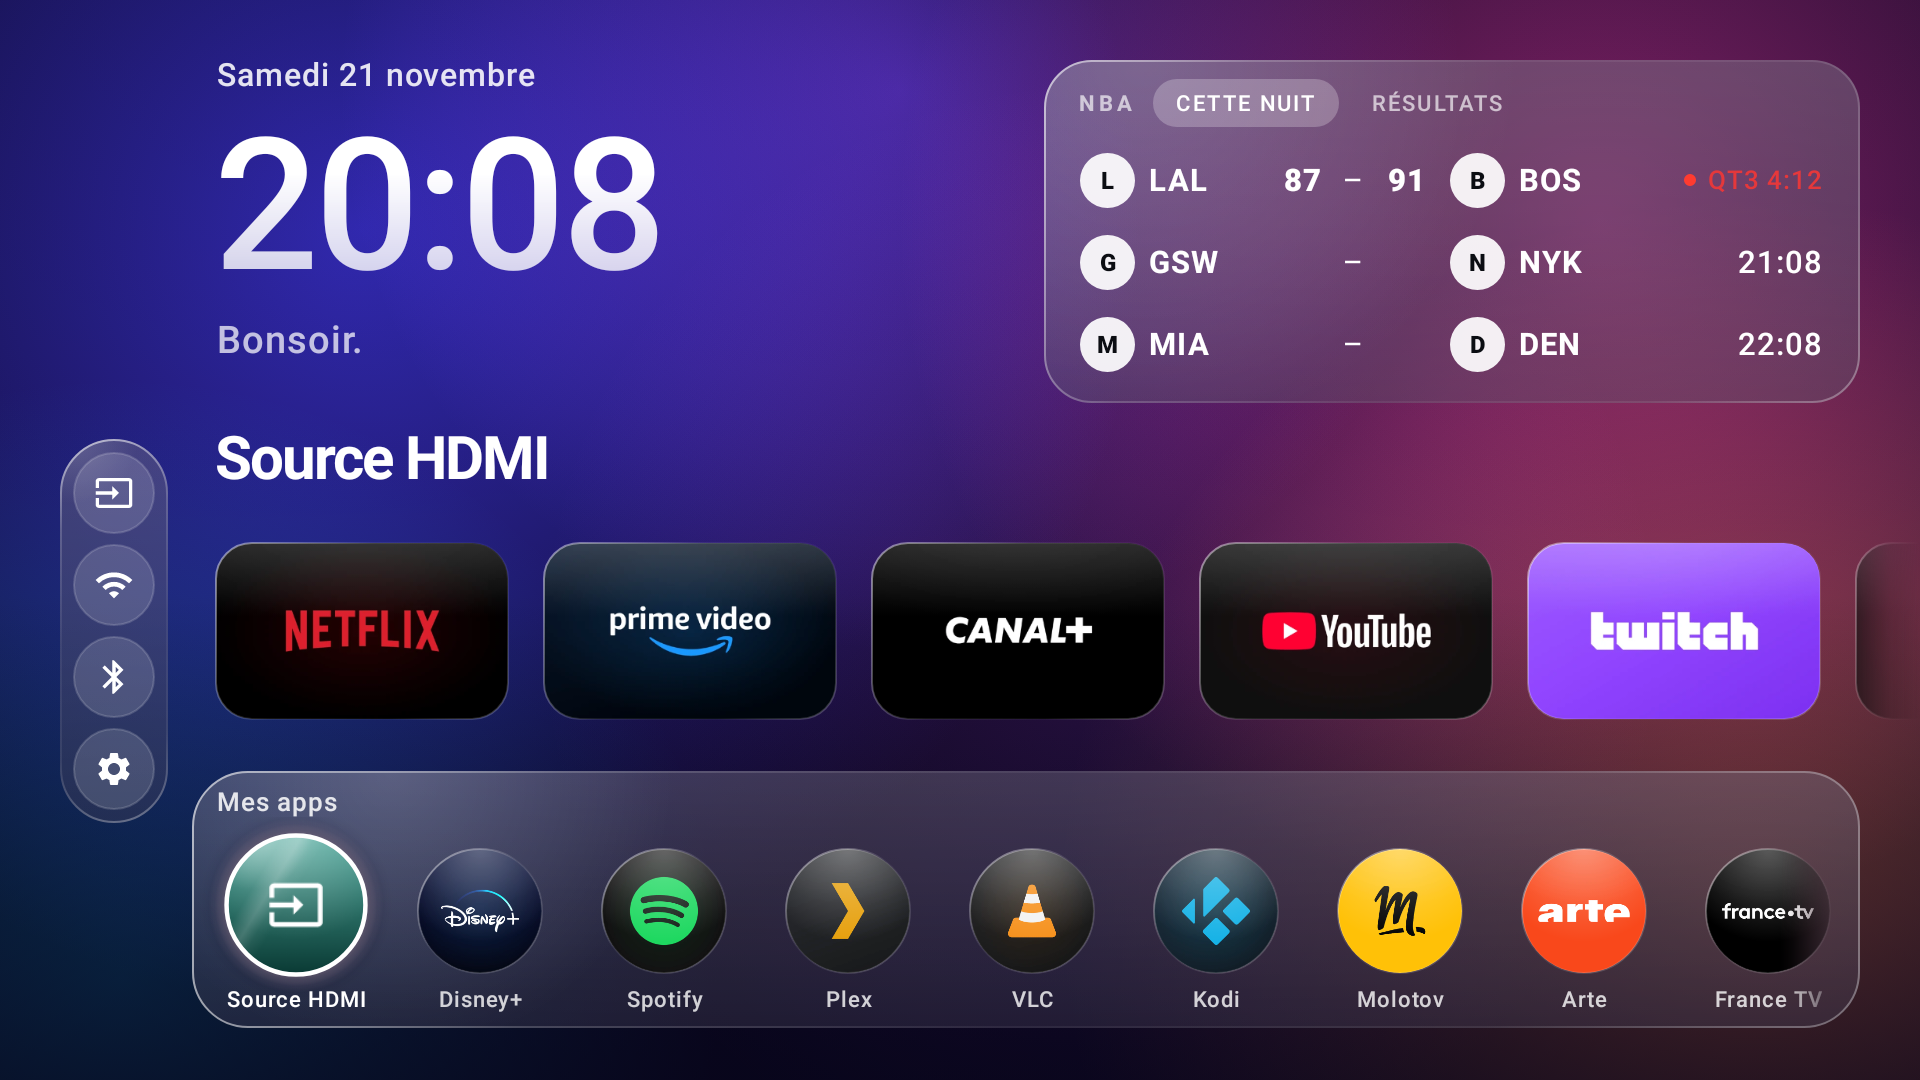 Samedi 21 novembre
20:08
Bonsoir.
NBA CETTE NUIT RÉSULTATS
L LAL 87 – 91 B BOS QT3 4:12
G GSW – N NYK 21:08
M MIA – D DEN 22:08
Source HDMI
NETFLIX
prime video
CANAL+
YouTube
twitch
Mes apps
Disney+
M.
arte
france•tv
Source HDMI
Disney+
Spotify
Plex
VLC
Kodi
Molotov
Arte
France TV